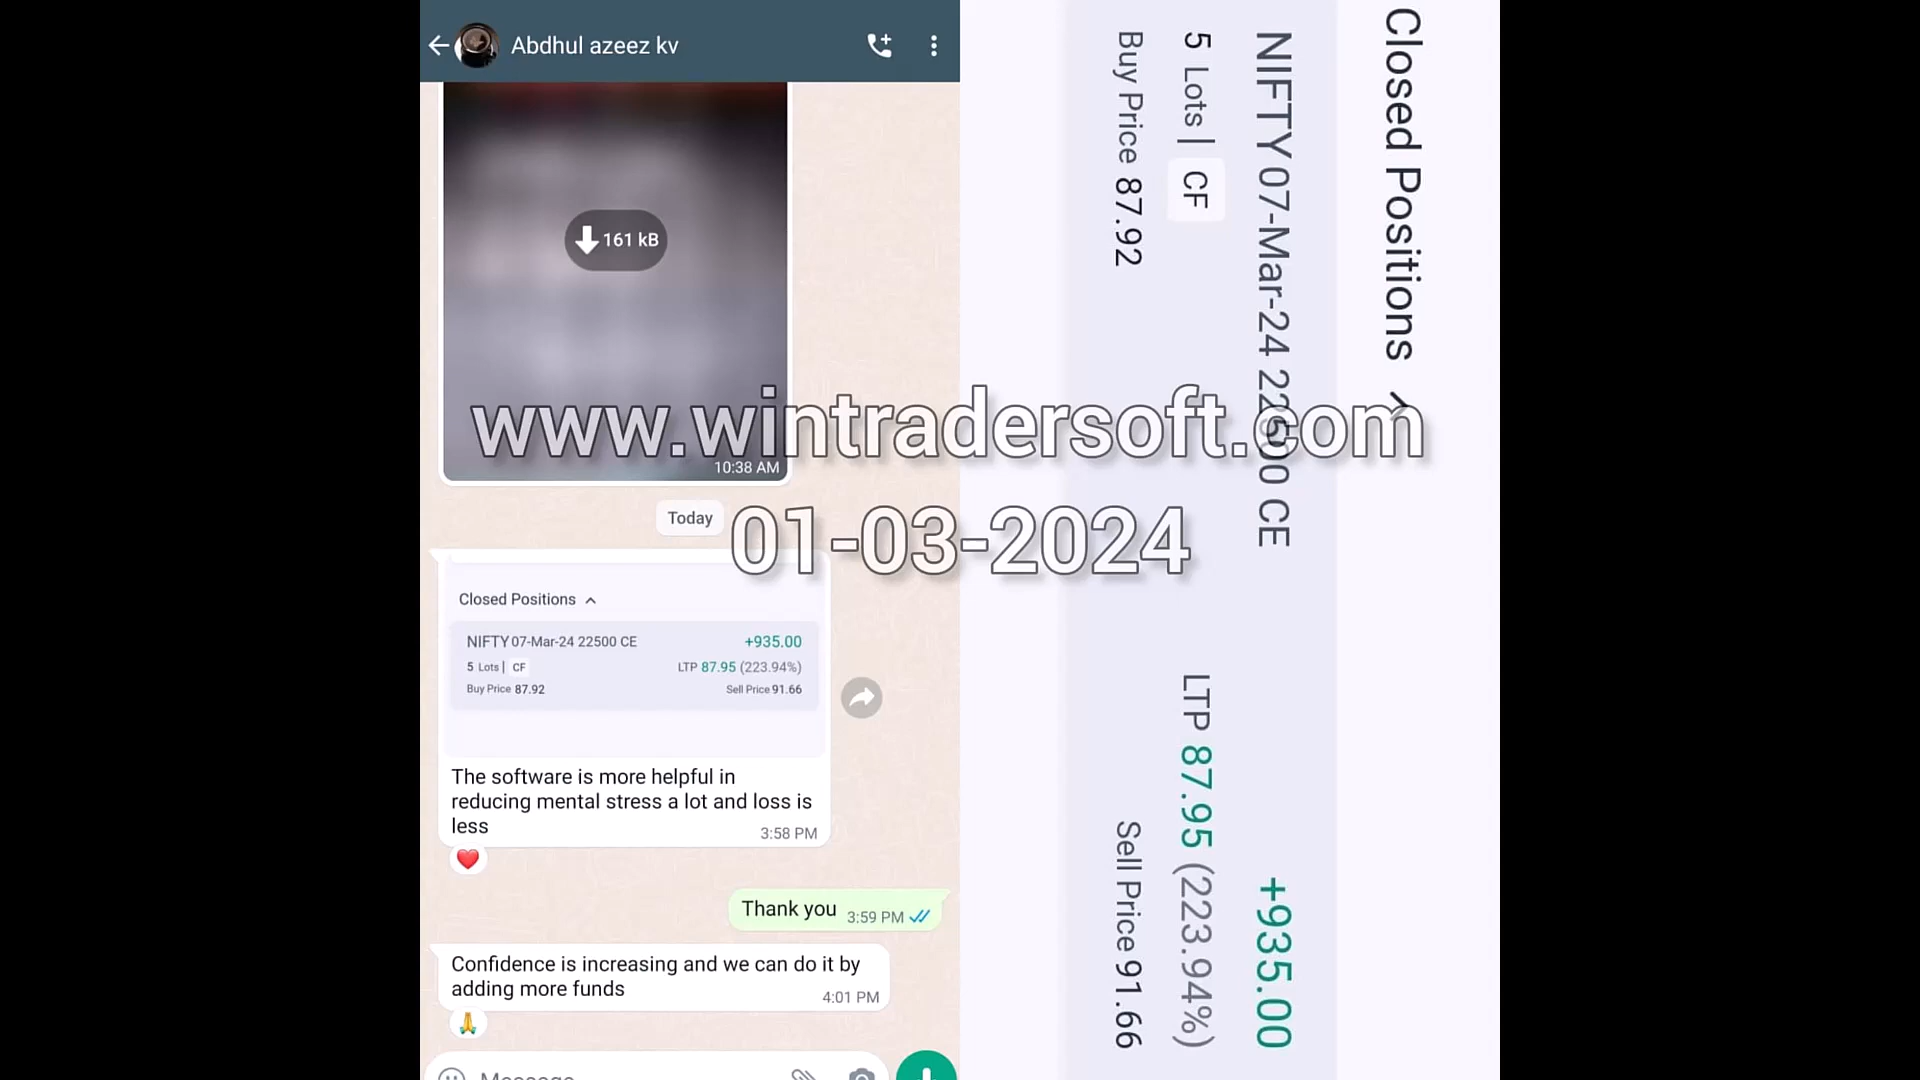 Abdhul azeez kv
161 kB
10:38 AM
Today
Closed Positions
NIFTY 07-Mar-24 22500 CE
+935.00
5 Lots | CF
LTP 87.95 (223.94%)
Buy Price 87.92
Sell Price 91.66
The software is more helpful in
reducing mental stress a lot and loss is
less
3:58 PM
Thank you
3:59 PM
Confidence is increasing and we can do it by
adding more funds
4:01 PM
Message
www.wintradersoft.com
01-03-2024
Closed Positions
NIFTY 07-Mar-24 22500 CE
+935.00
5 Lots | CF
LTP 87.95 (223.94%)
Buy Price 87.92
Sell Price 91.66